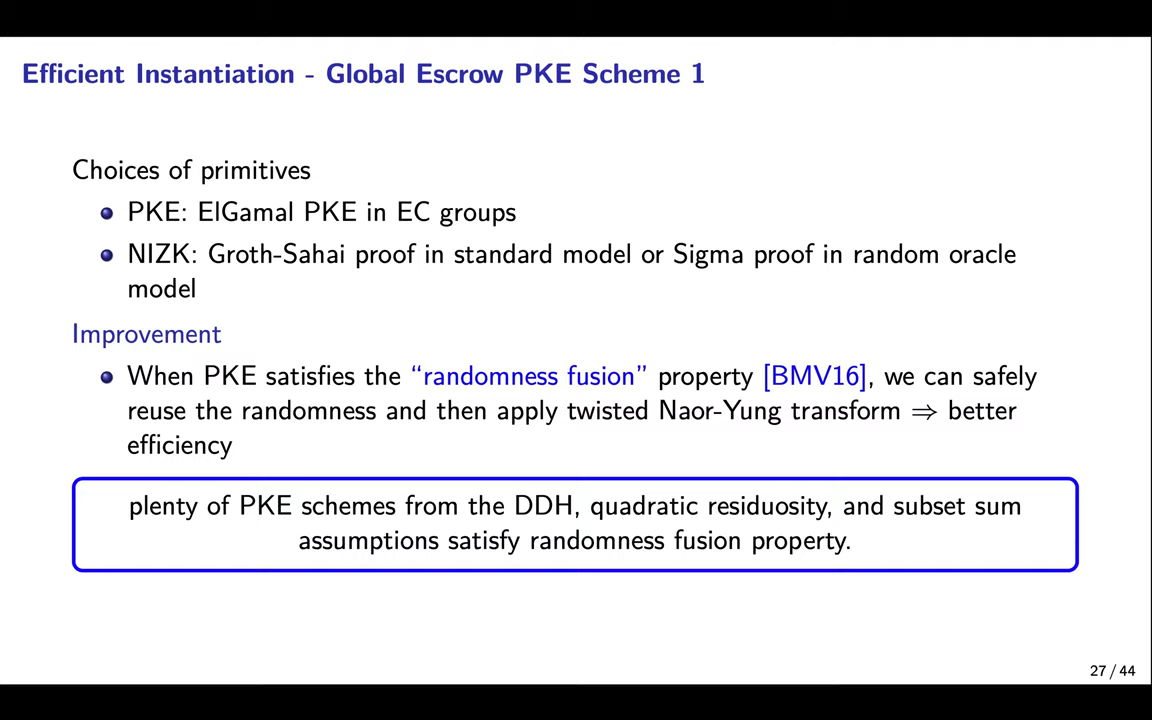 Efficient Instantiation - Global Escrow PKE Scheme 1
Choices of primitives
PKE: ElGamal PKE in EC groups
NIZK: Groth-Sahai proof in standard model or Sigma proof in random oracle
model
Improvement
When PKE satisfies the “randomness fusion” property [BMV16], we can safely
reuse the randomness and then apply twisted Naor-Yung transform ⇒ better
efficiency
plenty of PKE schemes from the DDH, quadratic residuosity, and subset sum
assumptions satisfy randomness fusion property.
27 / 44